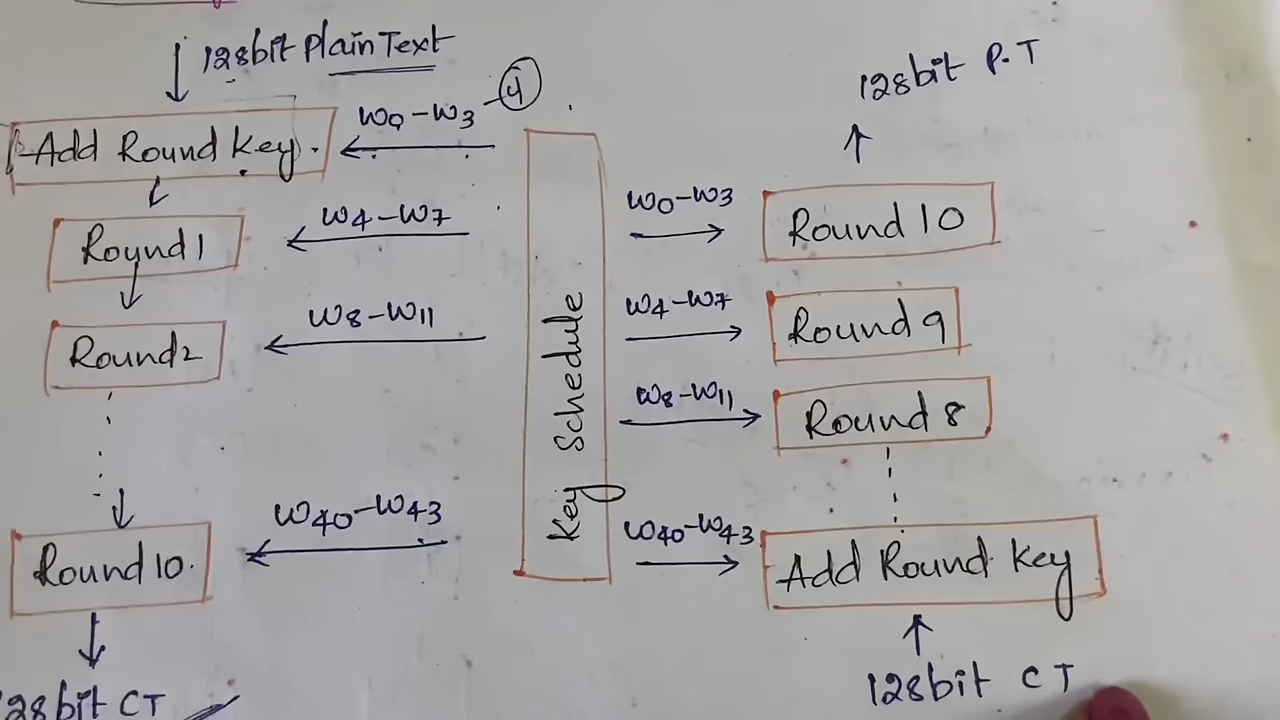 128bit Plain Text
w0-w3 - 4
Add Round Key.
w4-w7
Round 1
w8-w11
Round2
w40-w43
Round 10.
128bit CT
Key Schedule
128bit P.T
w0-w3
Round 10
w4-w7
Round 9
w8-w11
Round 8
w40-w43
Add Round Key
128bit CT